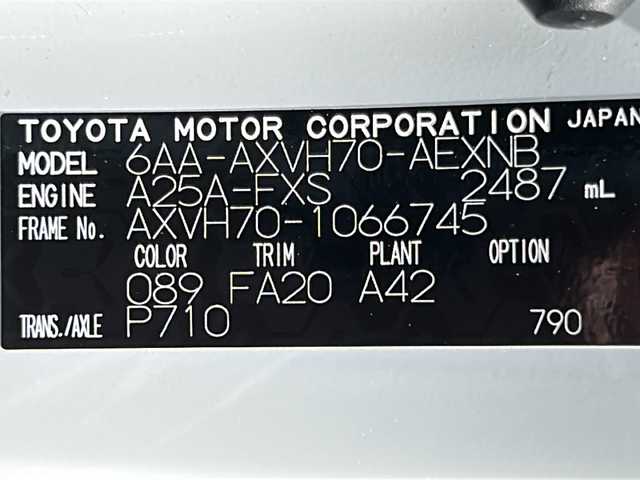 TOYOTA MOTOR CORPORATION JAPAN
MODEL 6AA-AXVH70-AEXNB
ENGINE A25A-FXS 2487 mL
FRAME No. AXVH70-1066745
COLOR TRIM PLANT OPTION
089 FA20 A42
TRANS./AXLE P710 790